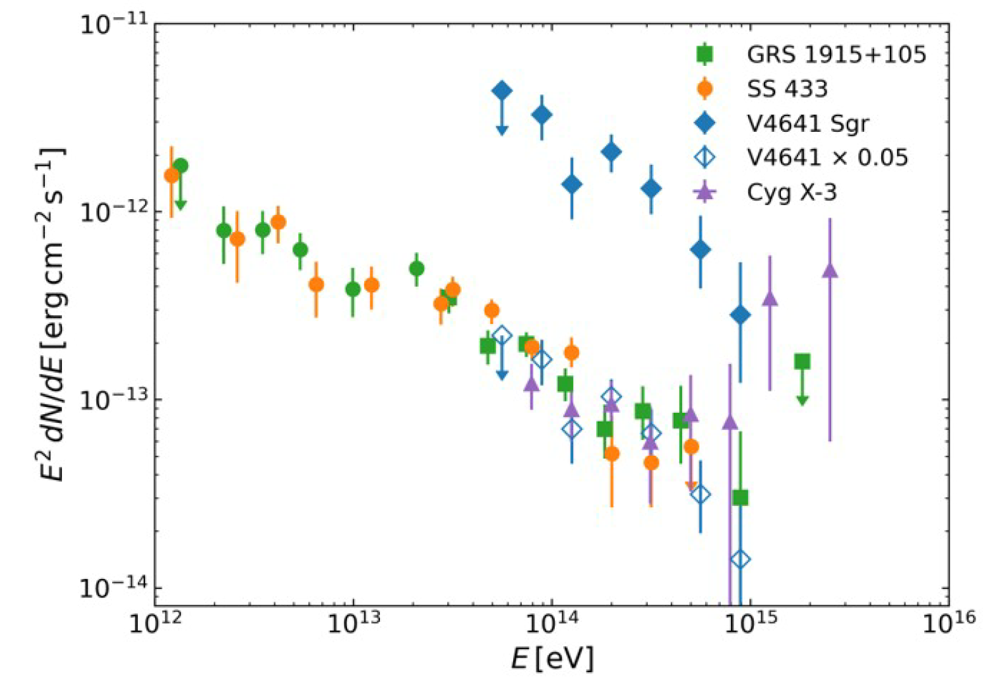 10⁻¹¹
10⁻¹²
10⁻¹³
10⁻¹⁴
E² dN/dE [erg cm⁻² s⁻¹]
GRS 1915+105
SS 433
V4641 Sgr
V4641 × 0.05
Cyg X-3
10¹² 10¹³ 10¹⁴ 10¹⁵ 10¹⁶
E [eV]